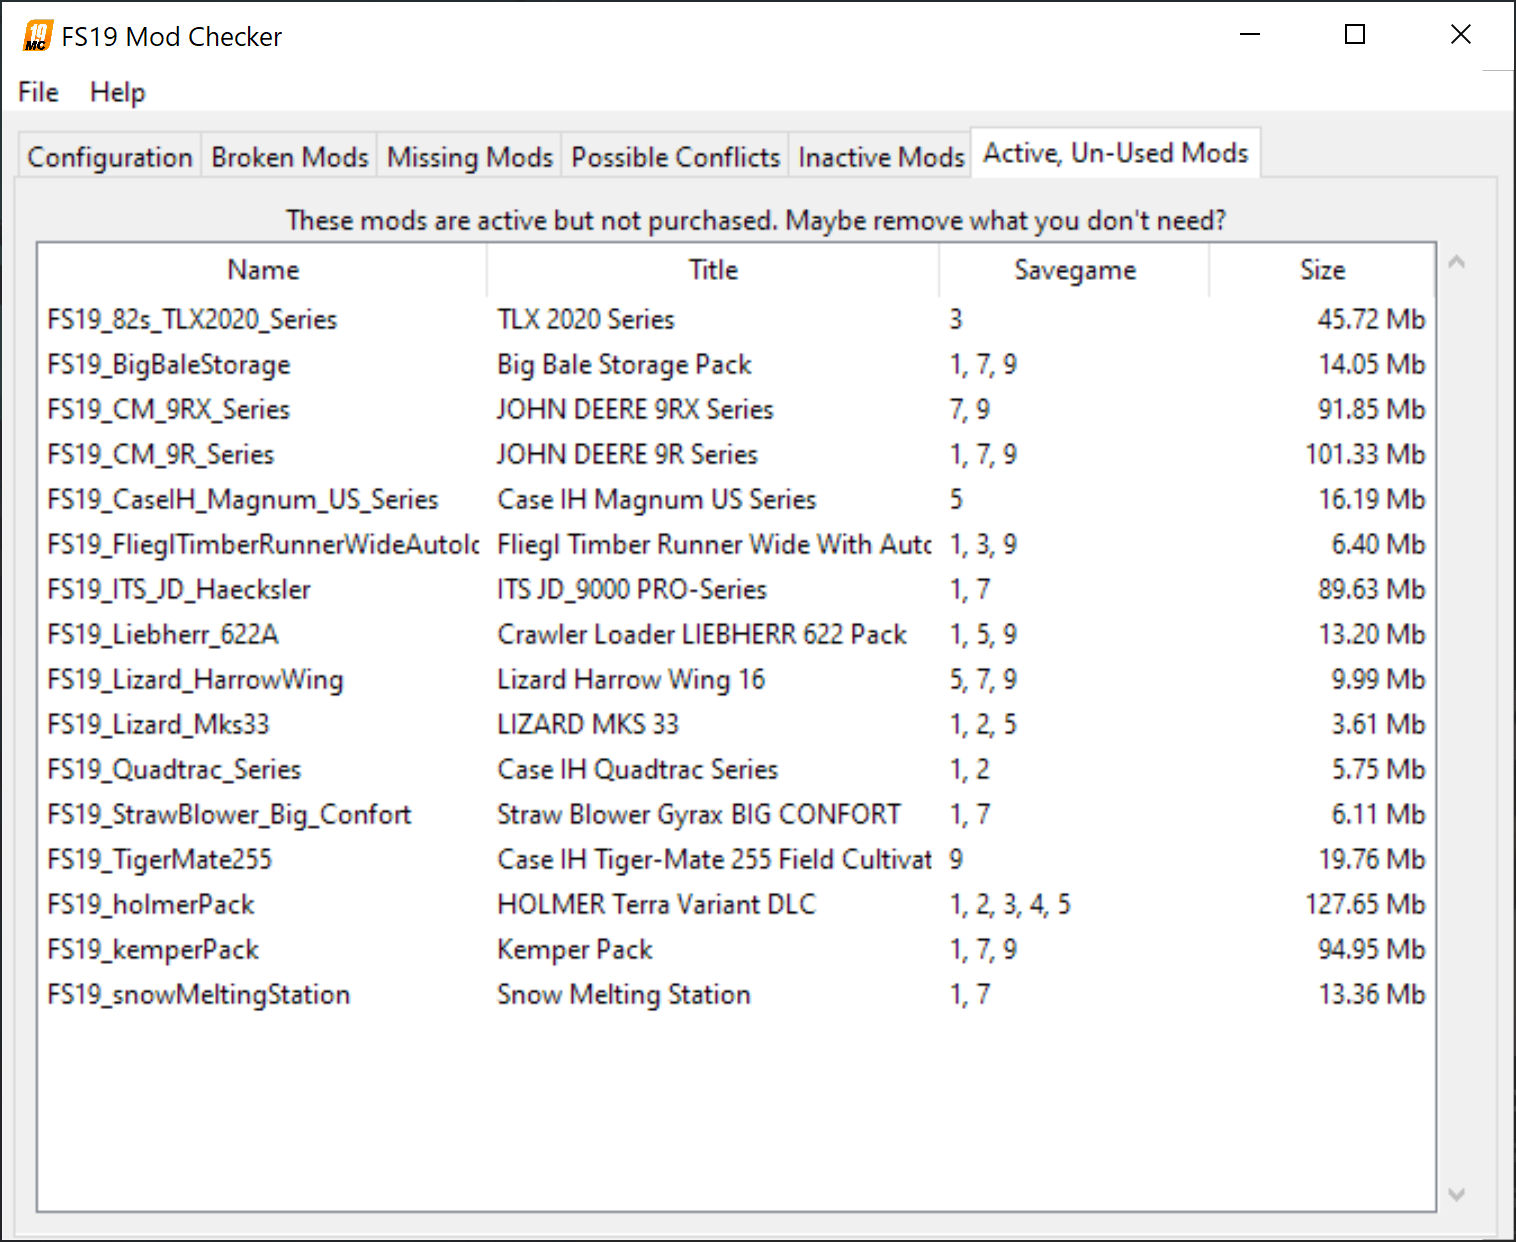 19
MC
FS19 Mod Checker
File Help
Configuration Broken Mods Missing Mods Possible Conflicts Inactive Mods Active, Un-Used Mods
These mods are active but not purchased. Maybe remove what you don't need?
Name Title Savegame Size
FS19_82s_TLX2020_Series TLX 2020 Series 3 45.72 Mb
FS19_BigBaleStorage Big Bale Storage Pack 1, 7, 9 14.05 Mb
FS19_CM_9RX_Series JOHN DEERE 9RX Series 7, 9 91.85 Mb
FS19_CM_9R_Series JOHN DEERE 9R Series 1, 7, 9 101.33 Mb
FS19_CaseIH_Magnum_US_Series Case IH Magnum US Series 5 16.19 Mb
FS19_FlieglTimberRunnerWideAutolc Fliegl Timber Runner Wide With Autc 1, 3, 9 6.40 Mb
FS19_ITS_JD_Haecksler ITS JD_9000 PRO-Series 1, 7 89.63 Mb
FS19_Liebherr_622A Crawler Loader LIEBHERR 622 Pack 1, 5, 9 13.20 Mb
FS19_Lizard_HarrowWing Lizard Harrow Wing 16 5, 7, 9 9.99 Mb
FS19_Lizard_Mks33 LIZARD MKS 33 1, 2, 5 3.61 Mb
FS19_Quadtrac_Series Case IH Quadtrac Series 1, 2 5.75 Mb
FS19_StrawBlower_Big_Confort Straw Blower Gyrax BIG CONFORT 1, 7 6.11 Mb
FS19_TigerMate255 Case IH Tiger-Mate 255 Field Cultivat 9 19.76 Mb
FS19_holmerPack HOLMER Terra Variant DLC 1, 2, 3, 4, 5 127.65 Mb
FS19_kemperPack Kemper Pack 1, 7, 9 94.95 Mb
FS19_snowMeltingStation Snow Melting Station 1, 7 13.36 Mb